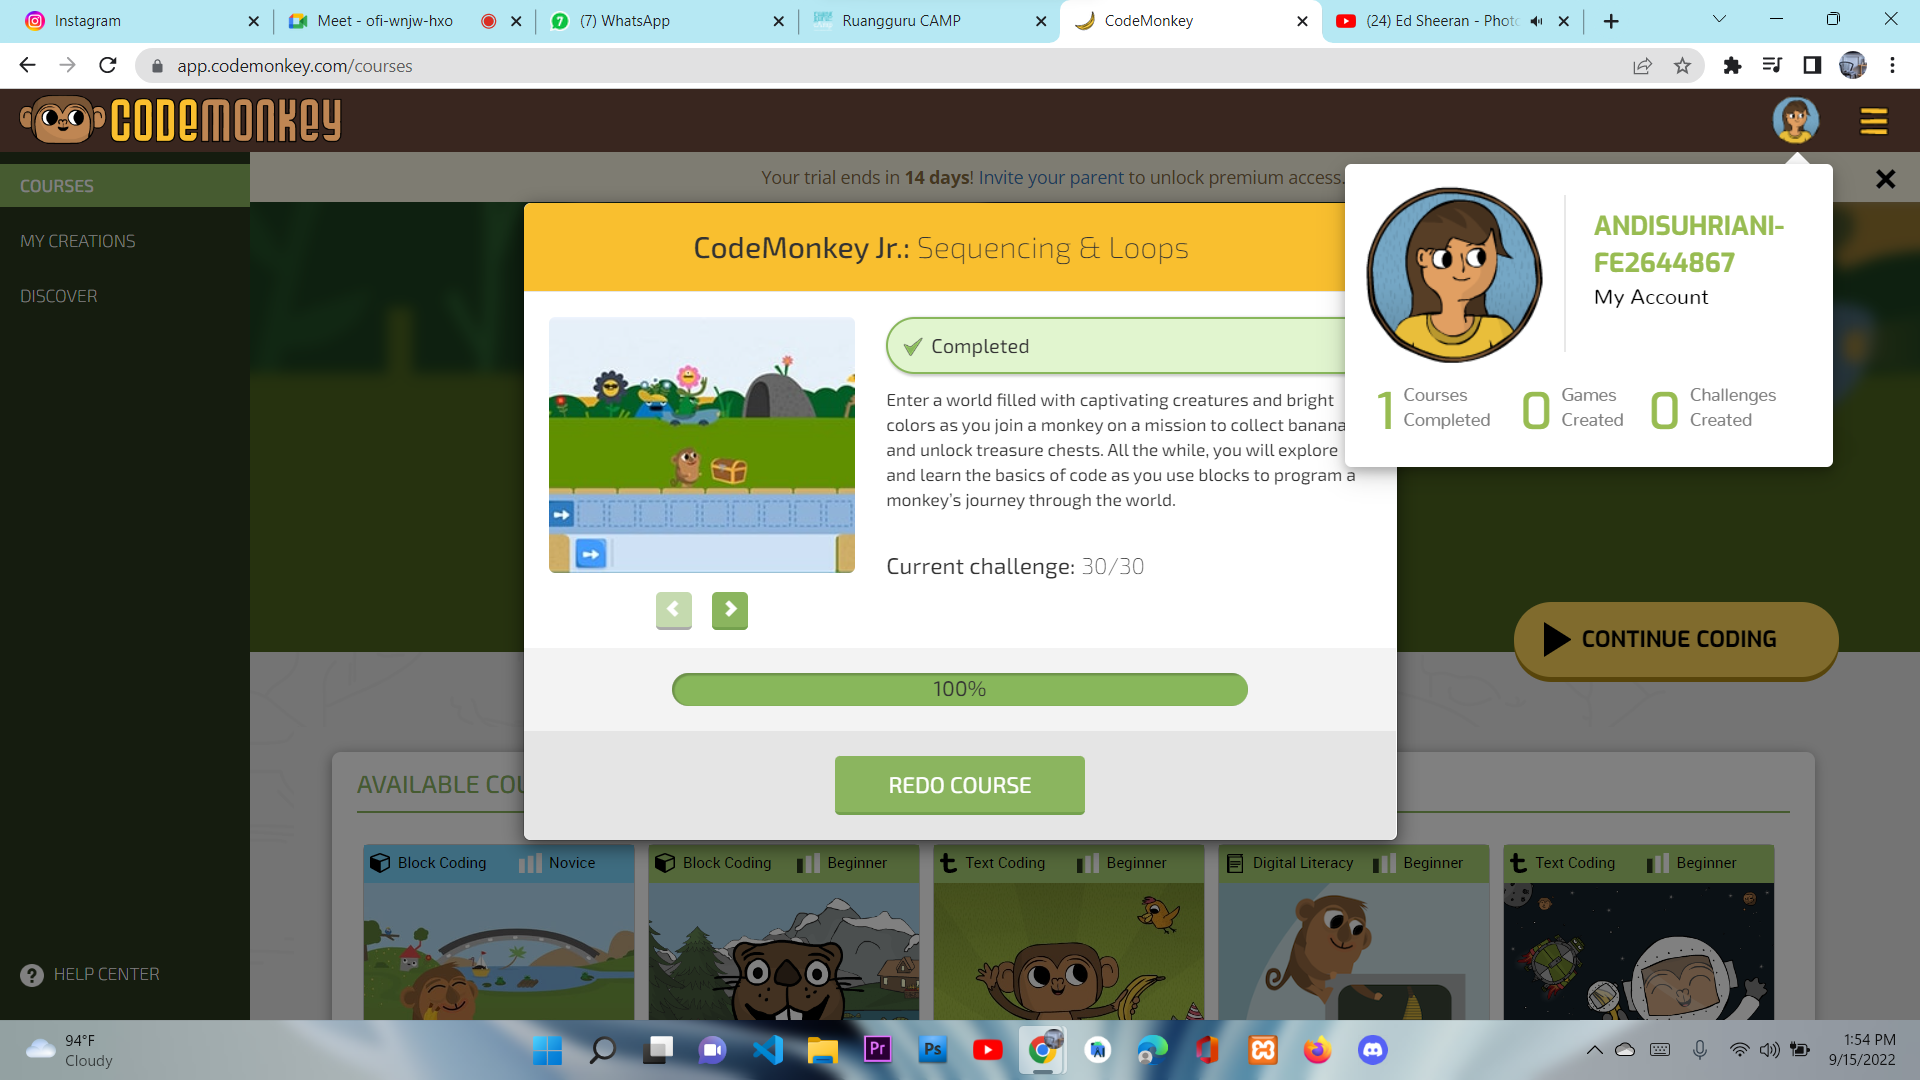 Instagram
Meet - ofi-wnjw-hxo
(7) WhatsApp
Ruangguru CAMP
CodeMonkey
(24) Ed Sheeran - Phot
app.codemonkey.com/courses
CODEMONKEY
COURSES
MY CREATIONS
DISCOVER
HELP CENTER
Your trial ends in 14 days! Invite your parent to unlock premium access.
CodeMonkey Jr.: Sequencing & Loops
Completed
Enter a world filled with captivating creatures and bright
colors as you join a monkey on a mission to collect banana
and unlock treasure chests. All the while, you will explore
and learn the basics of code as you use blocks to program a
monkey's journey through the world.
Current challenge: 30/30
100%
REDO COURSE
ANDISUHRIANI-
FE2644867
My Account
1 Courses Completed
0 Games Created
0 Challenges Created
CONTINUE CODING
AVAILABLE COU
Block Coding Novice
Block Coding Beginner
Text Coding Beginner
Digital Literacy Beginner
Text Coding Beginner
94°F
Cloudy
Pr
Ps
1:54 PM
9/15/2022